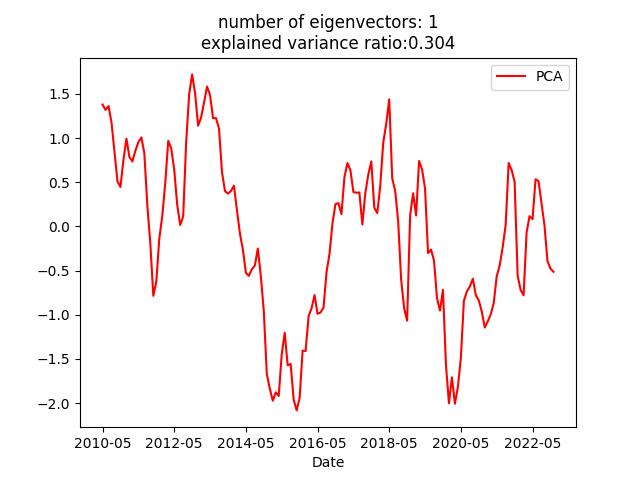 number of eigenvectors: 1
explained variance ratio:0.304
PCA
1.5
1.0
0.5
0.0
−0.5
−1.0
−1.5
−2.0
2010-05 2012-05 2014-05 2016-05 2018-05 2020-05 2022-05
Date